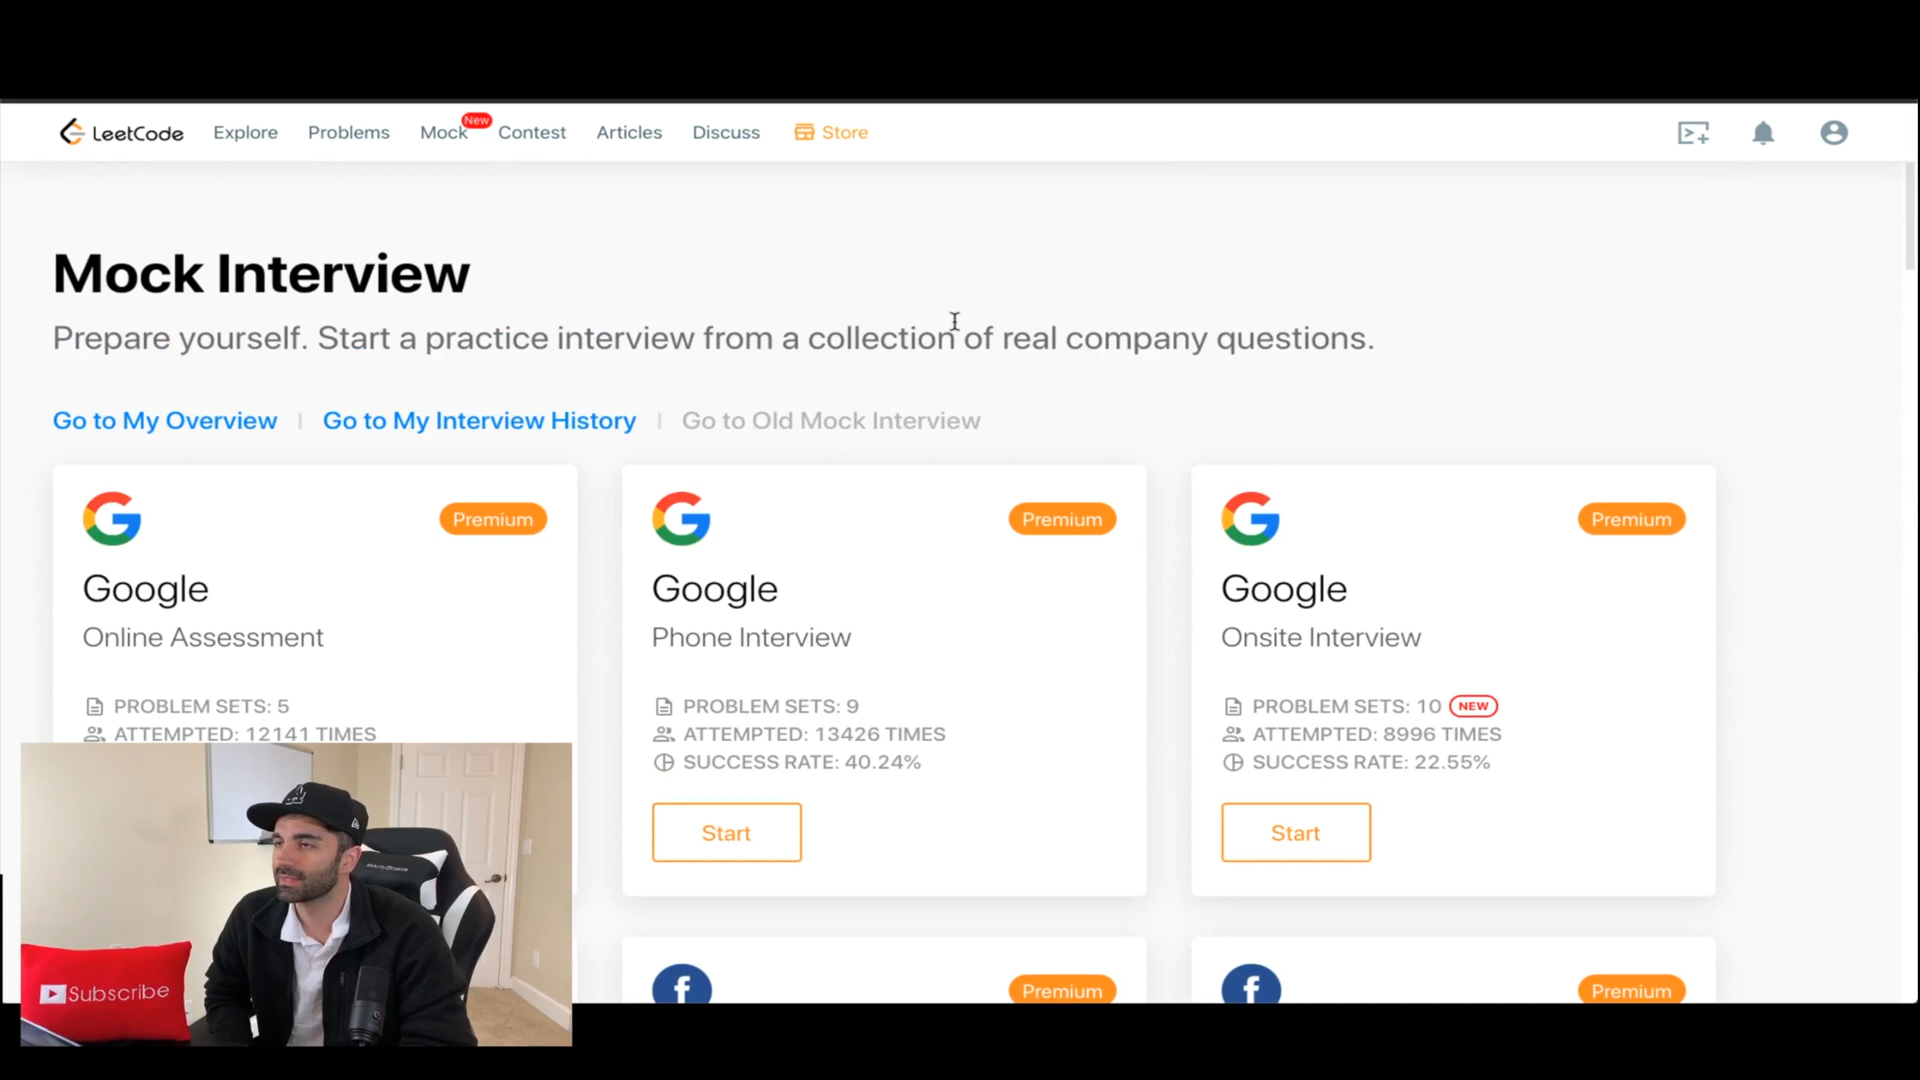 LeetCode Explore Problems Mock New Contest Articles Discuss Store
Mock Interview
Prepare yourself. Start a practice interview from a collection of real company questions.
Go to My Overview | Go to My Interview History | Go to Old Mock Interview
Premium
Google
Online Assessment
PROBLEM SETS: 5
ATTEMPTED: 12141 TIMES
Premium
Google
Phone Interview
PROBLEM SETS: 9
ATTEMPTED: 13426 TIMES
SUCCESS RATE: 40.24%
Start
Premium
Google
Onsite Interview
PROBLEM SETS: 10 NEW
ATTEMPTED: 8996 TIMES
SUCCESS RATE: 22.55%
Start
Premium
Premium
Subscribe